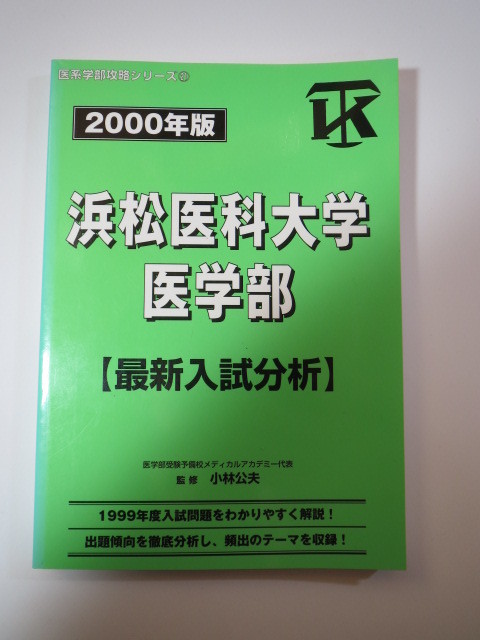 医系学部攻略シリーズ
TK
2000年版
浜松医科大学
医学部
【最新入試分析】
医学部受験予備校メディカルアカデミー代表
監修 小林公夫
1999年度入試問題をわかりやすく解説！
出題傾向を徹底分析し、頻出のテーマを収録！